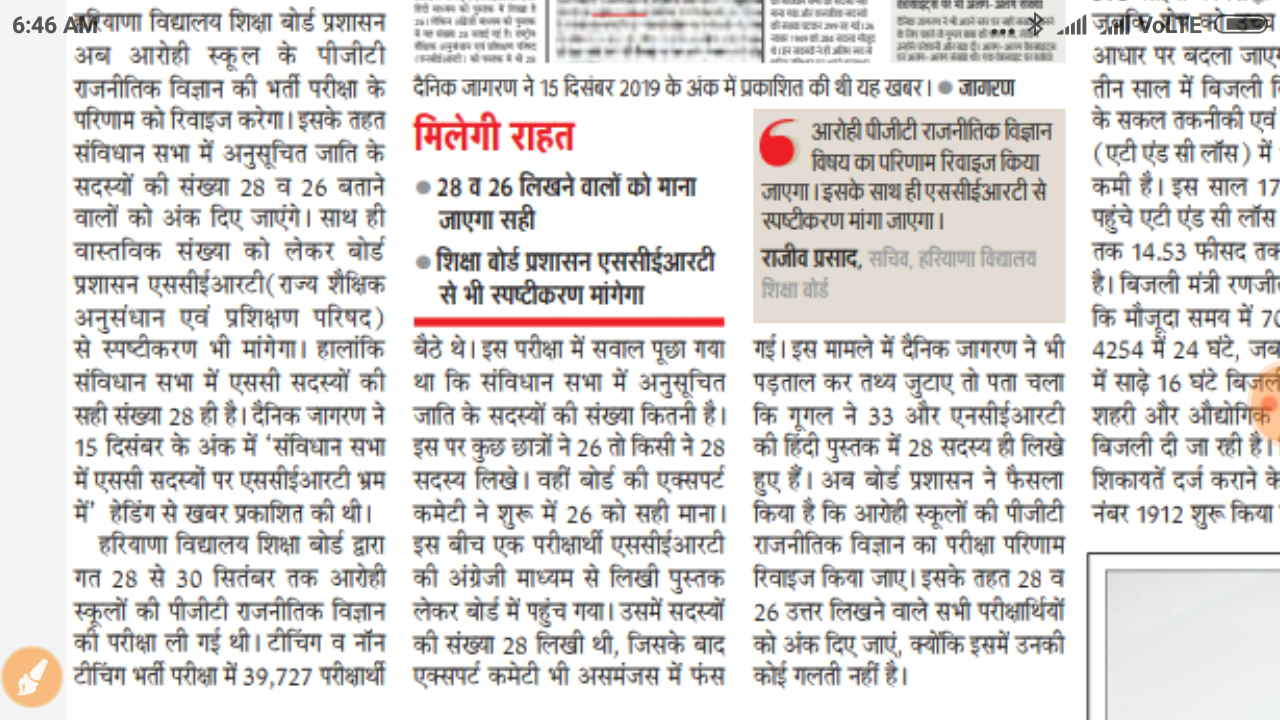 6:46 AM
VoLTE
हरियाणा विद्यालय शिक्षा बोर्ड प्रशासन
अब आरोही स्कूल के पीजीटी
राजनीतिक विज्ञान की भर्ती परीक्षा के
परिणाम को रिवाइज करेगा। इसके तहत
संविधान सभा में अनुसूचित जाति के
सदस्यों की संख्या 28 व 26 बताने
वालों को अंक दिए जाएंगे। साथ ही
वास्तविक संख्या को लेकर बोर्ड
प्रशासन एससीईआरटी(राज्य शैक्षिक
अनुसंधान एवं प्रशिक्षण परिषद)
से स्पष्टीकरण भी मांगेगा। हालांकि
संविधान सभा में एससी सदस्यों की
सही संख्या 28 ही है। दैनिक जागरण ने
15 दिसंबर के अंक में 'संविधान सभा
में एससी सदस्यों पर एससीईआरटी भ्रम
में' हेडिंग से खबर प्रकाशित की थी।
हरियाणा विद्यालय शिक्षा बोर्ड द्वारा
गत 28 से 30 सितंबर तक आरोही
स्कूलों की पीजीटी राजनीतिक विज्ञान
की परीक्षा ली गई थी। टीचिंग व नॉन
टीचिंग भर्ती परीक्षा में 39,727 परीक्षार्थी
दैनिक जागरण ने 15 दिसंबर 2019 के अंक में प्रकाशित की थी यह खबर। ● जागरण
मिलेगी राहत
● 28 व 26 लिखने वालों को माना
जाएगा सही
● शिक्षा बोर्ड प्रशासन एससीईआरटी
से भी स्पष्टीकरण मांगेगा
बैठे थे। इस परीक्षा में सवाल पूछा गया
था कि संविधान सभा में अनुसूचित
जाति के सदस्यों की संख्या कितनी है।
इस पर कुछ छात्रों ने 26 तो किसी ने 28
सदस्य लिखे। वहीं बोर्ड की एक्सपर्ट
कमेटी ने शुरू में 26 को सही माना।
इस बीच एक परीक्षार्थी एससीईआरटी
की अंग्रेजी माध्यम से लिखी पुस्तक
लेकर बोर्ड में पहुंच गया। उसमें सदस्यों
की संख्या 28 लिखी थी, जिसके बाद
एक्सपर्ट कमेटी भी असमंजस में फंस
आरोही पीजीटी राजनीतिक विज्ञान
विषय का परिणाम रिवाइज किया
जाएगा। इसके साथ ही एससीईआरटी से
स्पष्टीकरण मांगा जाएगा।
राजीव प्रसाद, सचिव, हरियाणा विद्यालय
शिक्षा बोर्ड
गई। इस मामले में दैनिक जागरण ने भी
पड़ताल कर तथ्य जुटाए तो पता चला
कि गूगल ने 33 और एनसीईआरटी
की हिंदी पुस्तक में 28 सदस्य ही लिखे
हुए हैं। अब बोर्ड प्रशासन ने फैसला
किया है कि आरोही स्कूलों की पीजीटी
राजनीतिक विज्ञान का परीक्षा परिणाम
रिवाइज किया जाए। इसके तहत 28 व
26 उत्तर लिखने वाले सभी परीक्षार्थियों
को अंक दिए जाएं, क्योंकि इसमें उनकी
कोई गलती नहीं है।
आधार पर बदला जाए
तीन साल में बिजली
के सकल तकनीकी एवं
(एटी एंड सी लॉस) में
कमी है। इस साल 17
पहुंचे एटी एंड सी लॉस
तक 14.53 फीसद तक
है। बिजली मंत्री रणजी
कि मौजूदा समय में 70
4254 में 24 घंटे, जब
में साढ़े 16 घंटे बिजल
शहरी और औद्योगिक
बिजली दी जा रही है।
शिकायतें दर्ज कराने के
नंबर 1912 शुरू किया